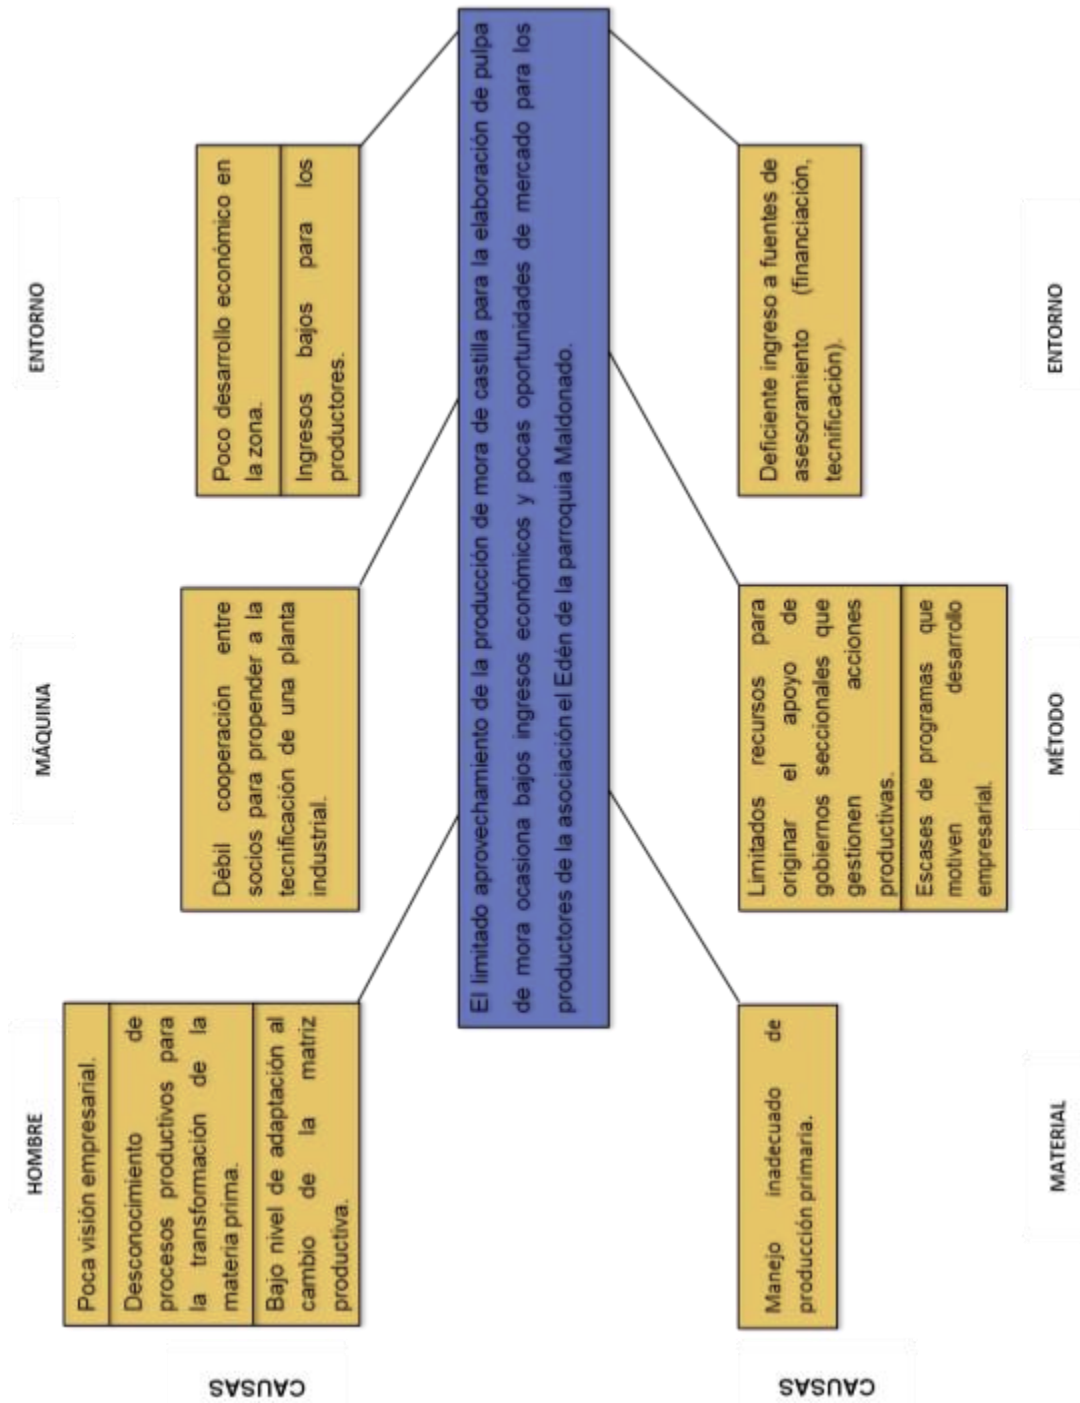 HOMBRE
MÁQUINA
ENTORNO
CAUSAS
Poca visión empresarial.
Desconocimiento de
procesos productivos para
la transformación de la
materia prima.
Bajo nivel de adaptación al
cambio de la matriz
productiva.
Débil cooperación entre
socios para propender a la
tecnificación de una planta
industrial.
Poco desarrollo económico en
la zona.
Ingresos bajos para los
productores.
El limitado aprovechamiento de la producción de mora de castilla para la elaboración de pulpa
de mora ocasiona bajos ingresos económicos y pocas oportunidades de mercado para los
productores de la asociación el Edén de la parroquia Maldonado.
CAUSAS
Manejo inadecuado de
producción primaria.
Limitados recursos para
originar el apoyo de
gobiernos seccionales que
gestionen acciones
productivas.
Escases de programas que
motiven desarrollo
empresarial.
Deficiente ingreso a fuentes de
asesoramiento (financiación,
tecnificación).
MATERIAL
MÉTODO
ENTORNO